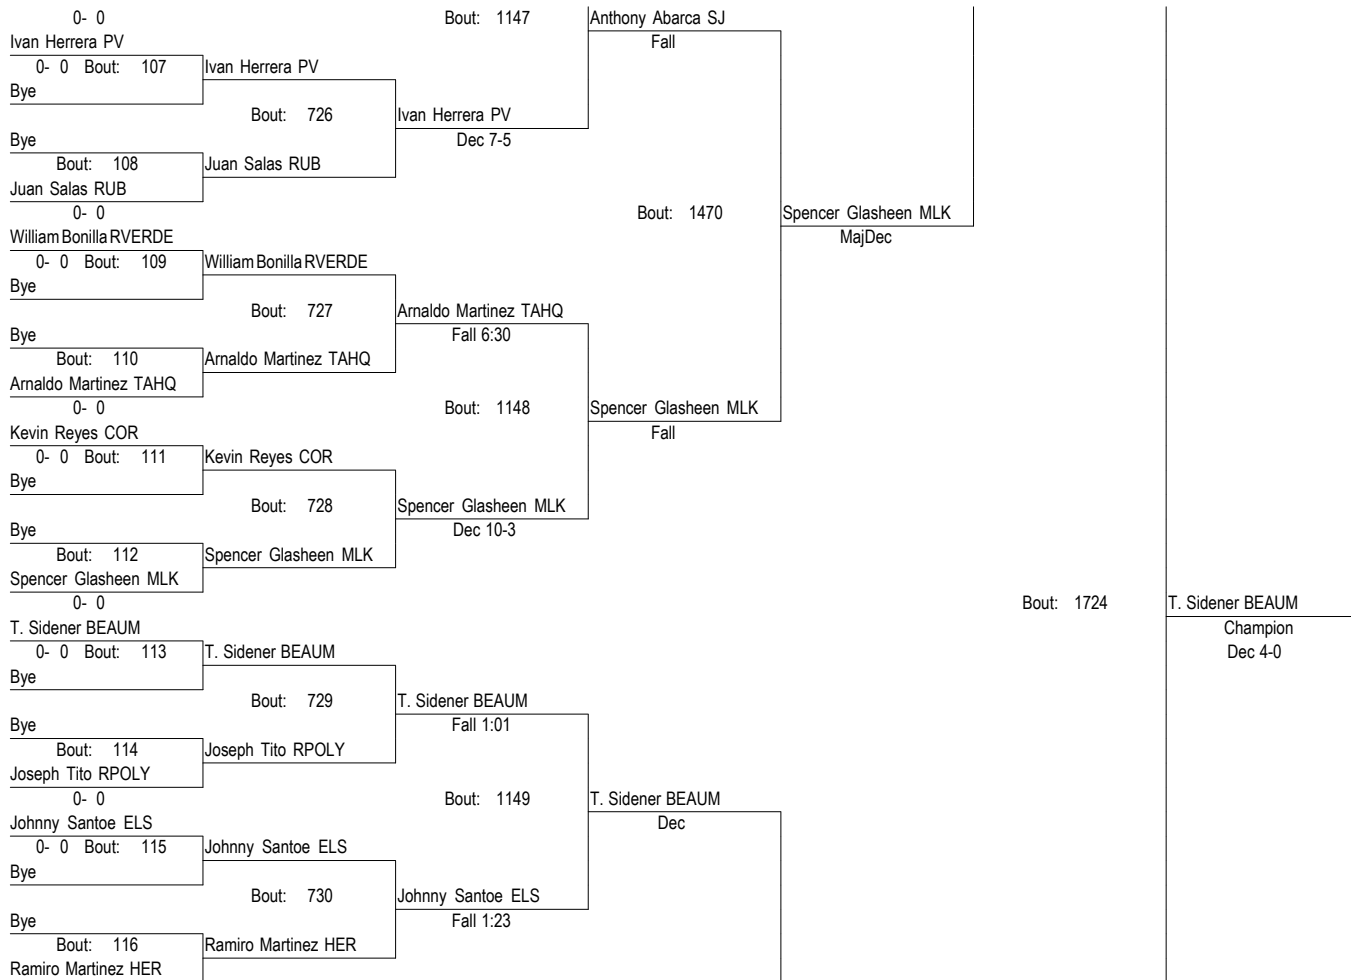 0- 0 Bout: 1147 Anthony Abarca SJ
Ivan Herrera PV Fall
0- 0 Bout: 107 Ivan Herrera PV
Bye
Bout: 726 Ivan Herrera PV
Bye Dec 7-5
Bout: 108 Juan Salas RUB
Juan Salas RUB
0- 0 Bout: 1470 Spencer Glasheen MLK
William Bonilla RVERDE MajDec
0- 0 Bout: 109 William Bonilla RVERDE
Bye
Bout: 727 Arnaldo Martinez TAHQ
Bye Fall 6:30
Bout: 110 Arnaldo Martinez TAHQ
Arnaldo Martinez TAHQ
0- 0 Bout: 1148 Spencer Glasheen MLK
Kevin Reyes COR Fall
0- 0 Bout: 111 Kevin Reyes COR
Bye
Bout: 728 Spencer Glasheen MLK
Bye Dec 10-3
Bout: 112 Spencer Glasheen MLK
Spencer Glasheen MLK
0- 0 Bout: 1724 T. Sidener BEAUM
T. Sidener BEAUM Champion
0- 0 Bout: 113 T. Sidener BEAUM Dec 4-0
Bye
Bout: 729 T. Sidener BEAUM
Bye Fall 1:01
Bout: 114 Joseph Tito RPOLY
Joseph Tito RPOLY
0- 0 Bout: 1149 T. Sidener BEAUM
Johnny Santoe ELS Dec
0- 0 Bout: 115 Johnny Santoe ELS
Bye
Bout: 730 Johnny Santoe ELS
Bye Fall 1:23
Bout: 116 Ramiro Martinez HER
Ramiro Martinez HER